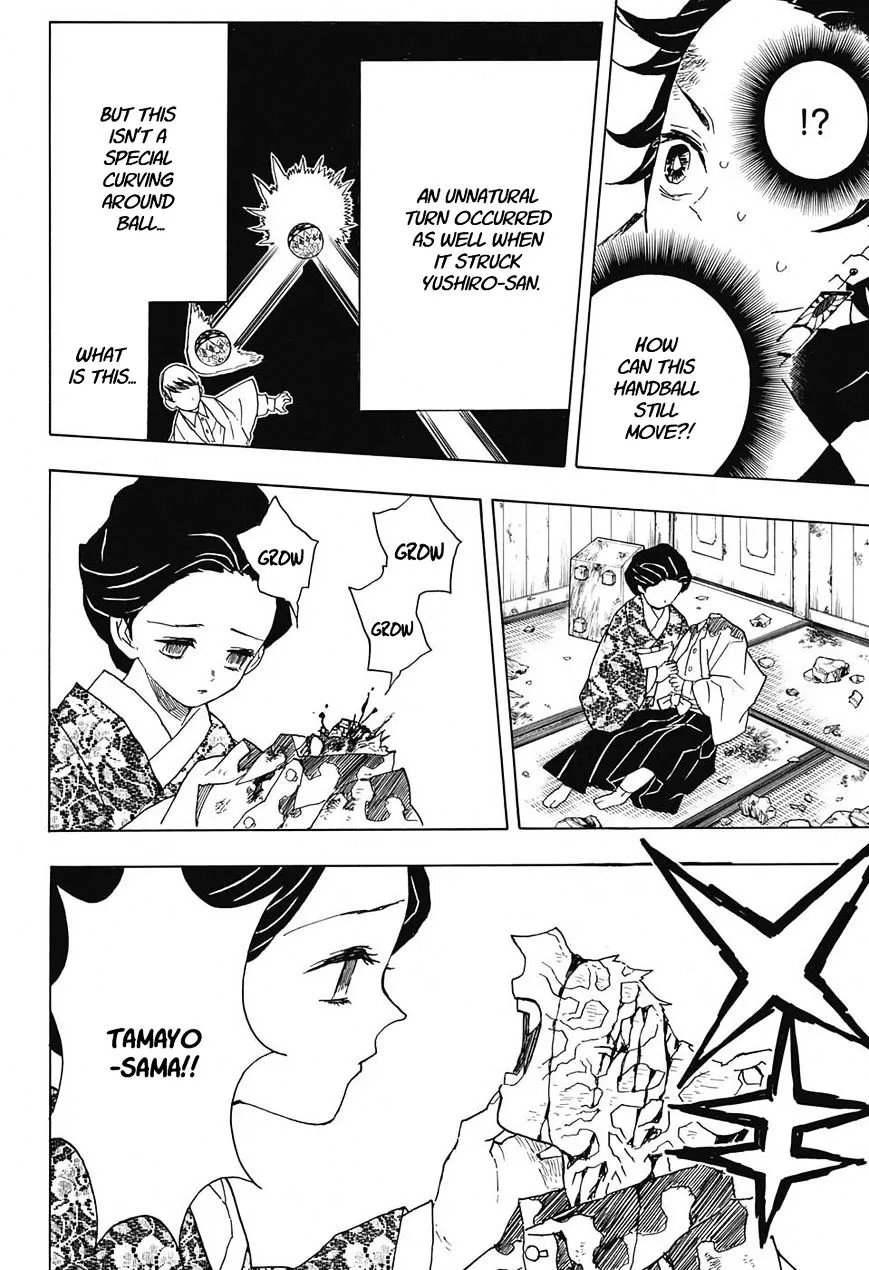 !?
HOW
CAN THIS
HANDBALL
STILL
MOVE?!
AN UNNATURAL
TURN OCCURRED
AS WELL WHEN
IT STRUCK
YUSHIRO-SAN.
BUT THIS
ISN'T A
SPECIAL
CURVING
AROUND
BALL...
WHAT
IS THIS...
GROW
GROW
GROW
TAMAYO
-SAMA!!